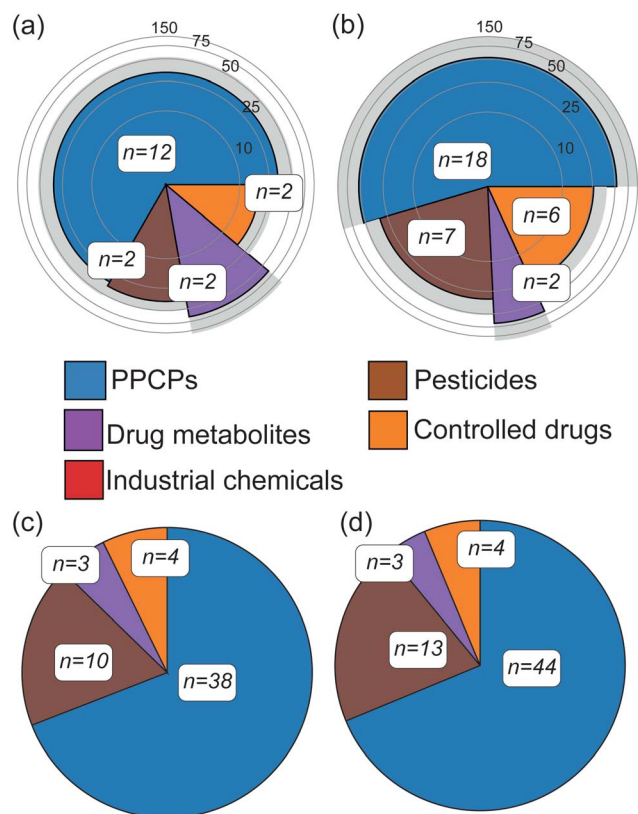 (a)
150
75
50
25
10
n=12
n=2
n=2
n=2
(b)
150
75
50
25
10
n=18
n=6
n=7
n=2
PPCPs
Pesticides
Drug metabolites
Controlled drugs
Industrial chemicals
(c)
n=3
n=4
n=10
n=38
(d)
n=3
n=4
n=13
n=44